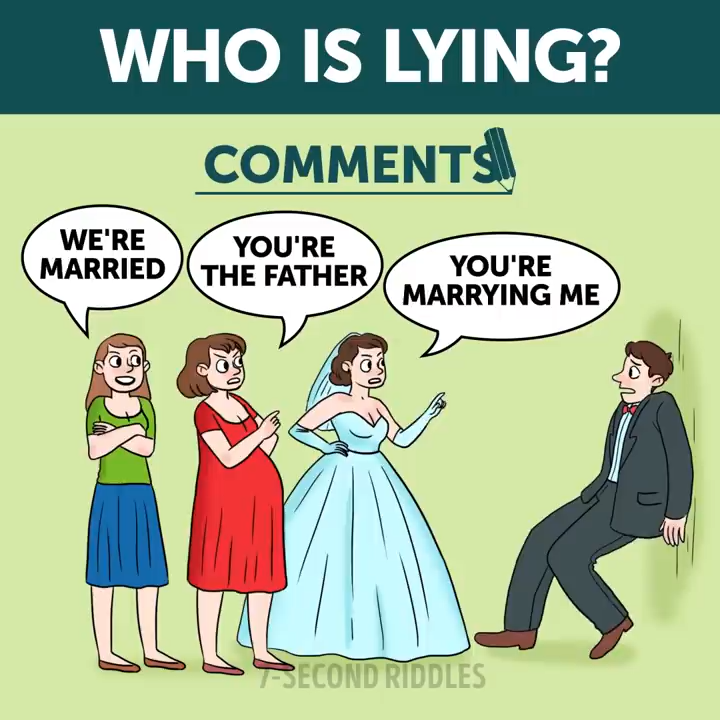 WHO IS LYING?
COMMENTS
WE'RE
MARRIED
YOU'RE
THE FATHER
YOU'RE
MARRYING ME
7-SECOND RIDDLES